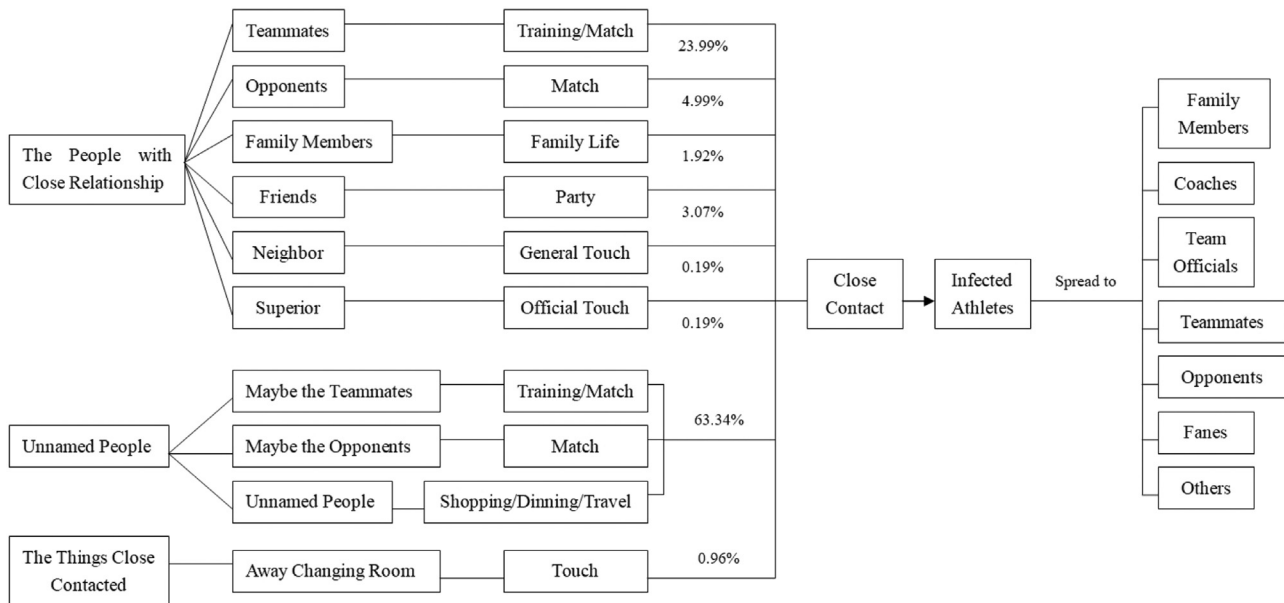 Teammates
Training/Match
23.99%
Opponents
Match
4.99%
Family Members
Family Life
1.92%
The People with
Close Relationship
Friends
Party
3.07%
Neighbor
General Touch
0.19%
Superior
Official Touch
0.19%
Close
Contact
Infected
Athletes
Spread to
Family
Members
Coaches
Team
Officials
Teammates
Opponents
Fanes
Others
Unnamed People
Maybe the Teammates
Training/Match
Maybe the Opponents
Match
Unnamed People
Shopping/Dinning/Travel
63.34%
The Things Close
Contacted
Away Changing Room
Touch
0.96%